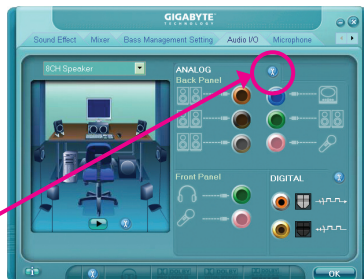 GIGABYTE
TECHNOLOGY
Sound Effect Mixer Bass Management Setting Audio I/O Microphone
8CH Speaker
ANALOG
Back Panel
Front Panel
DIGITAL
OK